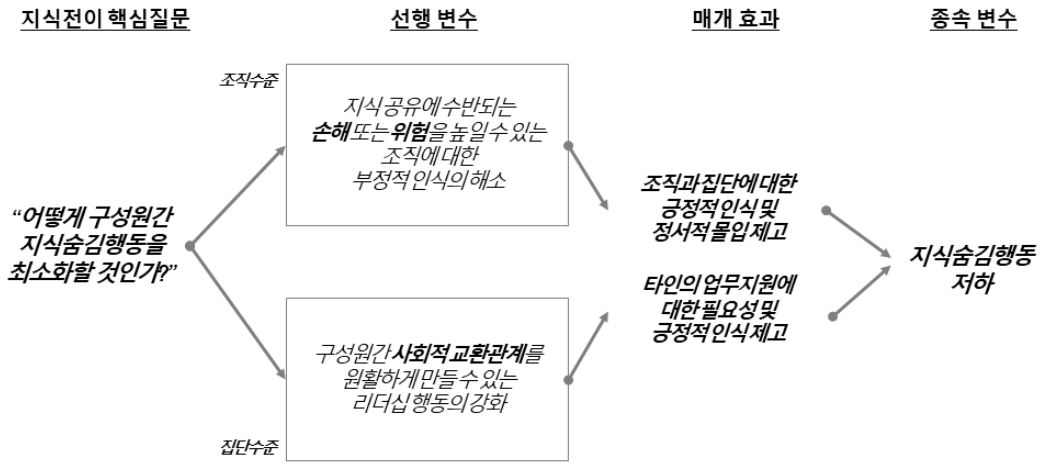 지식전이 핵심질문
선행 변수
매개 효과
종속 변수
조직수준
지식 공유에 수반되는
손해 또는 위험을 높일 수 있는
조직에 대한
부정적 인식의 해소
“어떻게 구성원간
지식숨김행동을
최소화할 것인가?”
구성원간 사회적 교환관계를
원활하게 만들 수 있는
리더십 행동의 강화
집단수준
조직과 집단에 대한
긍정적 인식 및
정서적 몰입 제고
타인의 업무지원에
대한 필요성 및
긍정적 인식 제고
지식숨김행동
저하